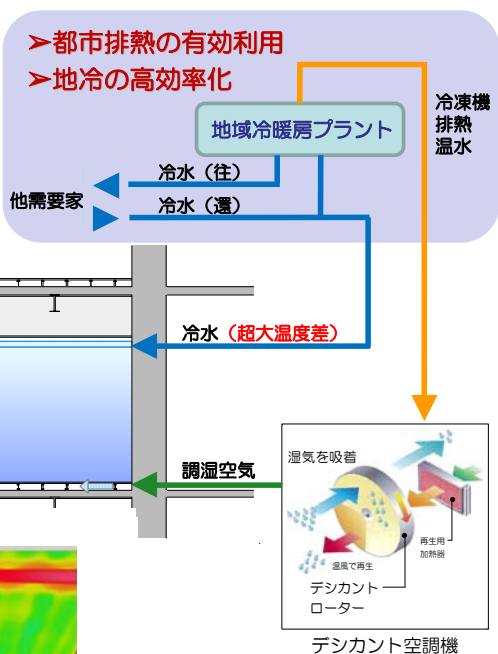 ➢都市排熱の有効利用
➢地冷の高効率化
冷凍機
排熱
温水
地域冷暖房プラント
冷水（往）
他需要家
冷水（還）
冷水（超大温度差）
調湿空気
湿気を吸着
再生用
加熱器
温風で再生
デシカント
ローター
デシカント空調機